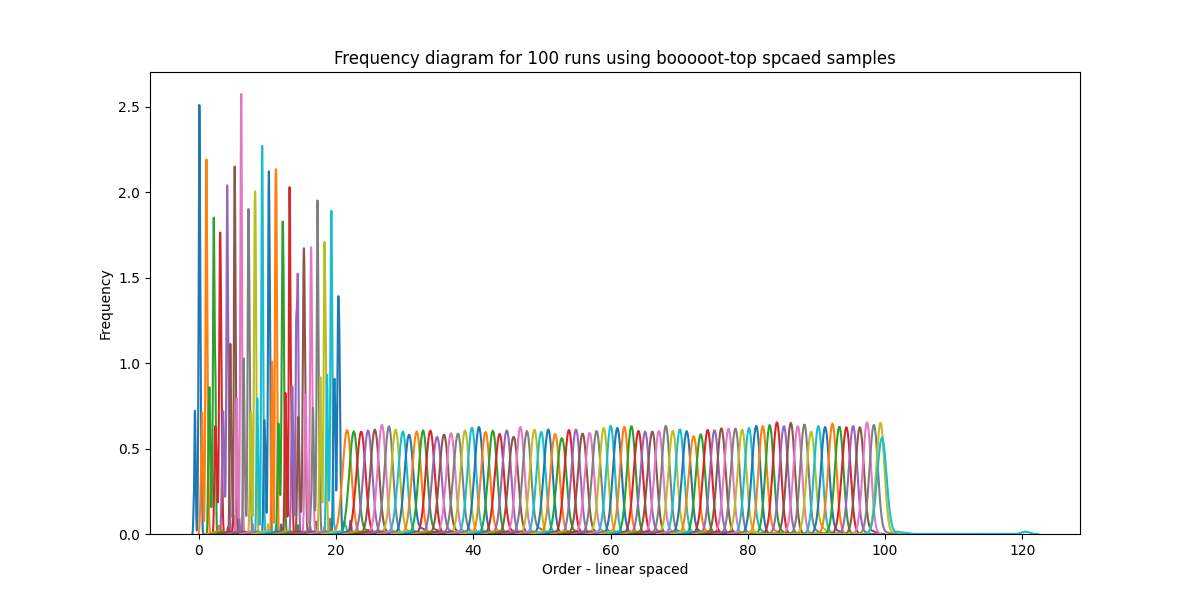 Frequency diagram for 100 runs using booooot-top spcaed samples
2.5
2.0
1.5
1.0
0.5
0.0
Frequency
0 20 40 60 80 100 120
Order - linear spaced